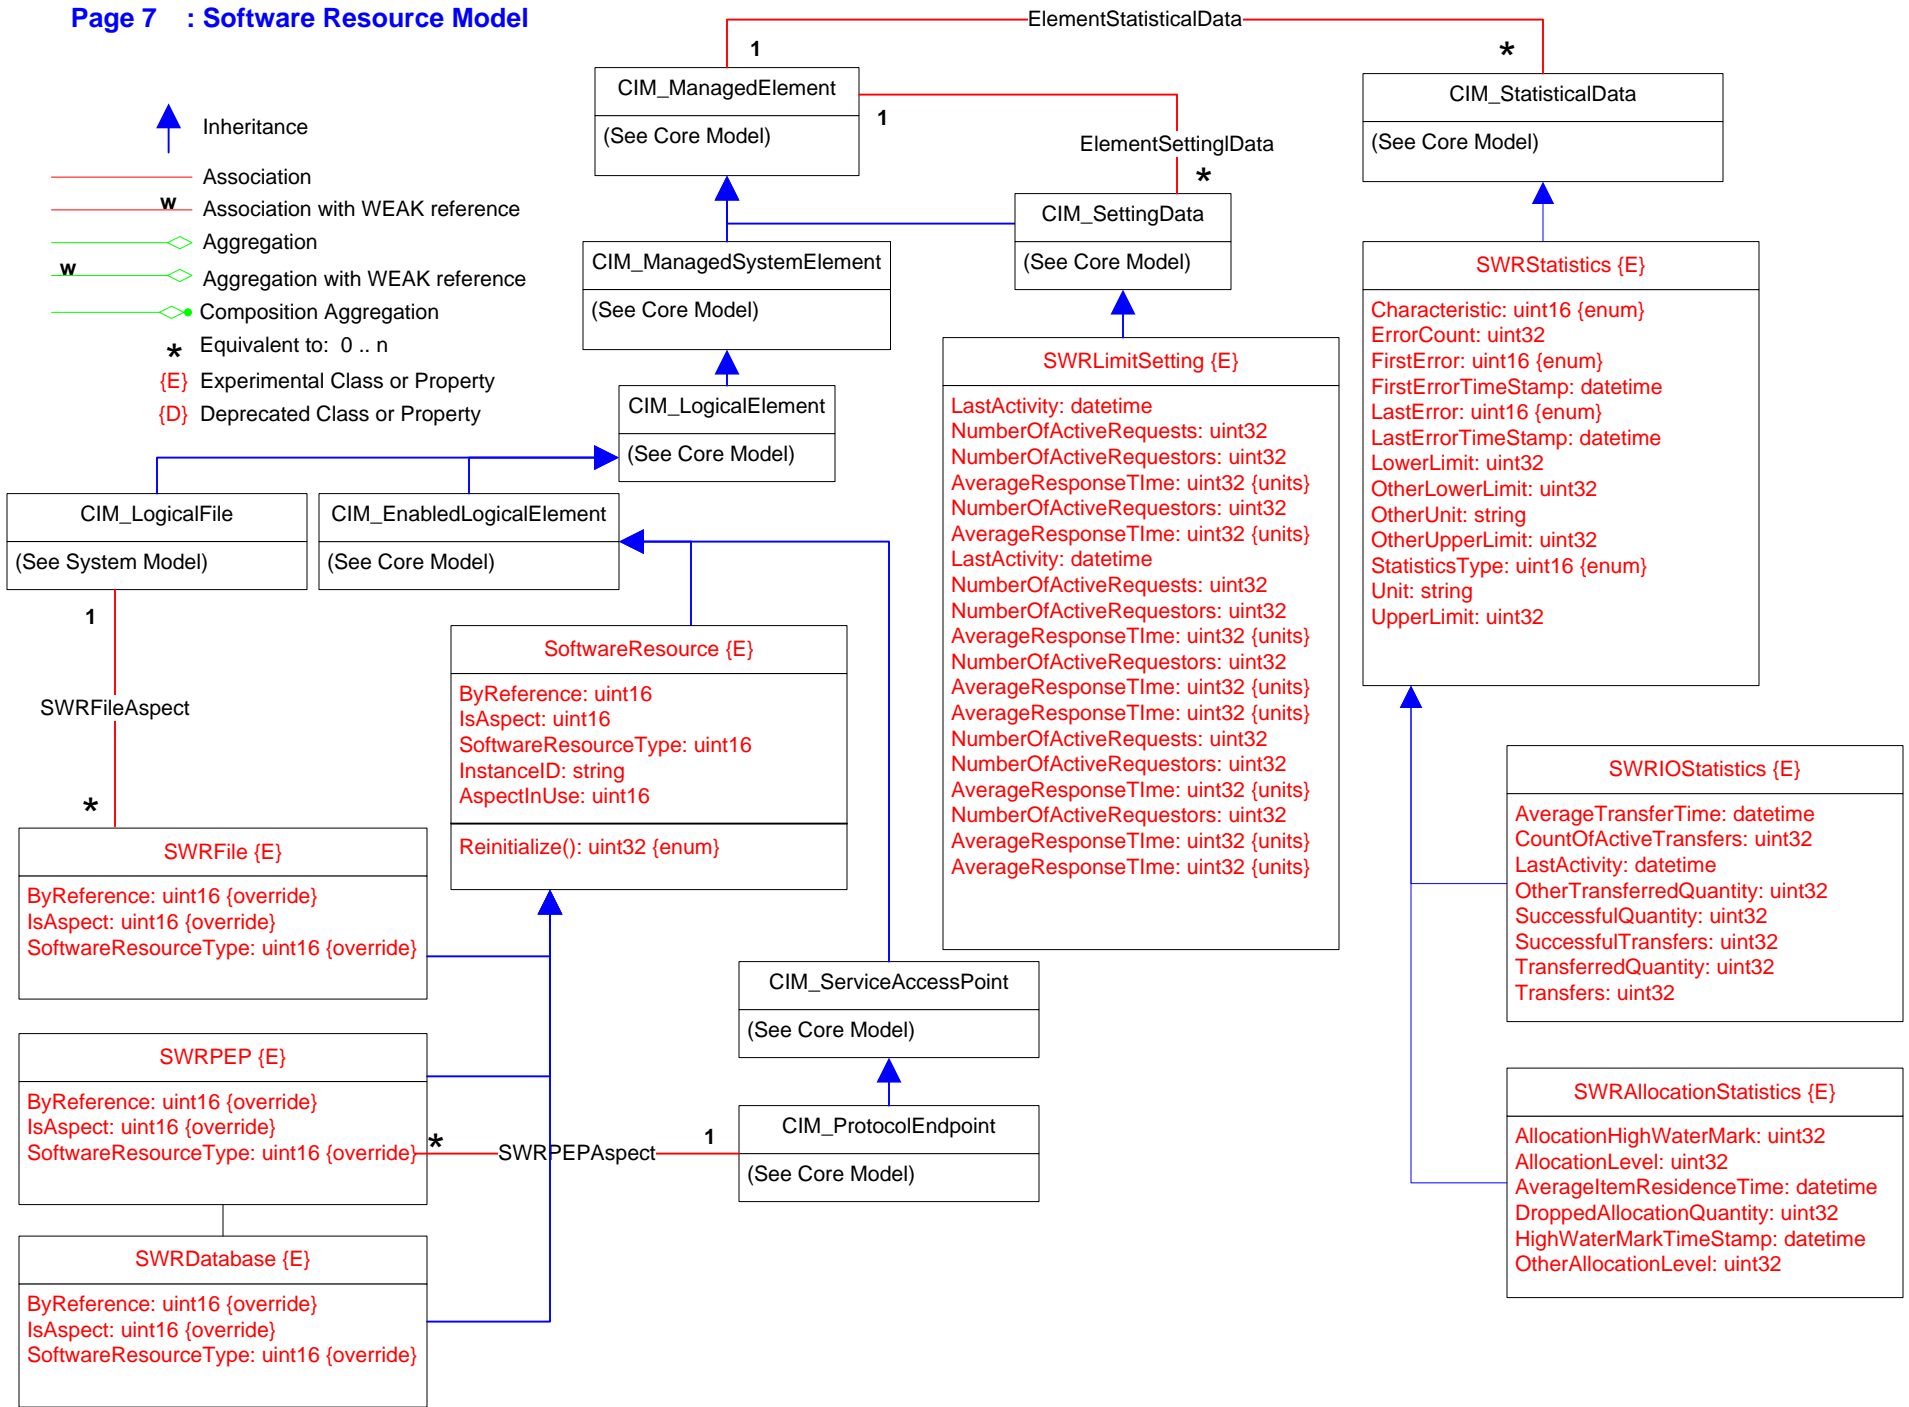 Page 7 : Software Resource Model
Inheritance
Association
w
Association with WEAK reference
Aggregation
w
Aggregation with WEAK reference
Composition Aggregation
* Equivalent to: 0 .. n
{E} Experimental Class or Property
{D} Deprecated Class or Property
ElementStatisticalData
1
*
CIM_ManagedElement
(See Core Model)
1
ElementSettinglData
*
CIM_StatisticalData
(See Core Model)
CIM_SettingData
(See Core Model)
CIM_ManagedSystemElement
(See Core Model)
CIM_LogicalElement
(See Core Model)
CIM_LogicalFile
(See System Model)
CIM_EnabledLogicalElement
(See Core Model)
1
SWRFileAspect
*
SoftwareResource {E}
ByReference: uint16
IsAspect: uint16
SoftwareResourceType: uint16
InstanceID: string
AspectInUse: uint16
Reinitialize(): uint32 {enum}
SWRLimitSetting {E}
LastActivity: datetime
NumberOfActiveRequests: uint32
NumberOfActiveRequestors: uint32
AverageResponseTIme: uint32 {units}
NumberOfActiveRequestors: uint32
AverageResponseTIme: uint32 {units}
LastActivity: datetime
NumberOfActiveRequests: uint32
NumberOfActiveRequestors: uint32
AverageResponseTIme: uint32 {units}
NumberOfActiveRequestors: uint32
AverageResponseTIme: uint32 {units}
AverageResponseTIme: uint32 {units}
NumberOfActiveRequests: uint32
NumberOfActiveRequestors: uint32
AverageResponseTIme: uint32 {units}
NumberOfActiveRequestors: uint32
AverageResponseTIme: uint32 {units}
AverageResponseTIme: uint32 {units}
SWRStatistics {E}
Characteristic: uint16 {enum}
ErrorCount: uint32
FirstError: uint16 {enum}
FirstErrorTimeStamp: datetime
LastError: uint16 {enum}
LastErrorTimeStamp: datetime
LowerLimit: uint32
OtherLowerLimit: uint32
OtherUnit: string
OtherUpperLimit: uint32
StatisticsType: uint16 {enum}
Unit: string
UpperLimit: uint32
SWRIOStatistics {E}
AverageTransferTime: datetime
CountOfActiveTransfers: uint32
LastActivity: datetime
OtherTransferredQuantity: uint32
SuccessfulQuantity: uint32
SuccessfulTransfers: uint32
TransferredQuantity: uint32
Transfers: uint32
SWRAllocationStatistics {E}
AllocationHighWaterMark: uint32
AllocationLevel: uint32
AverageItemResidenceTime: datetime
DroppedAllocationQuantity: uint32
HighWaterMarkTimeStamp: datetime
OtherAllocationLevel: uint32
SWRFile {E}
ByReference: uint16 {override}
IsAspect: uint16 {override}
SoftwareResourceType: uint16 {override}
CIM_ServiceAccessPoint
(See Core Model)
SWRPEP {E}
ByReference: uint16 {override}
IsAspect: uint16 {override}
SoftwareResourceType: uint16 {override}
*
SWRPEPAspect
1
CIM_ProtocolEndpoint
(See Core Model)
SWRDatabase {E}
ByReference: uint16 {override}
IsAspect: uint16 {override}
SoftwareResourceType: uint16 {override}